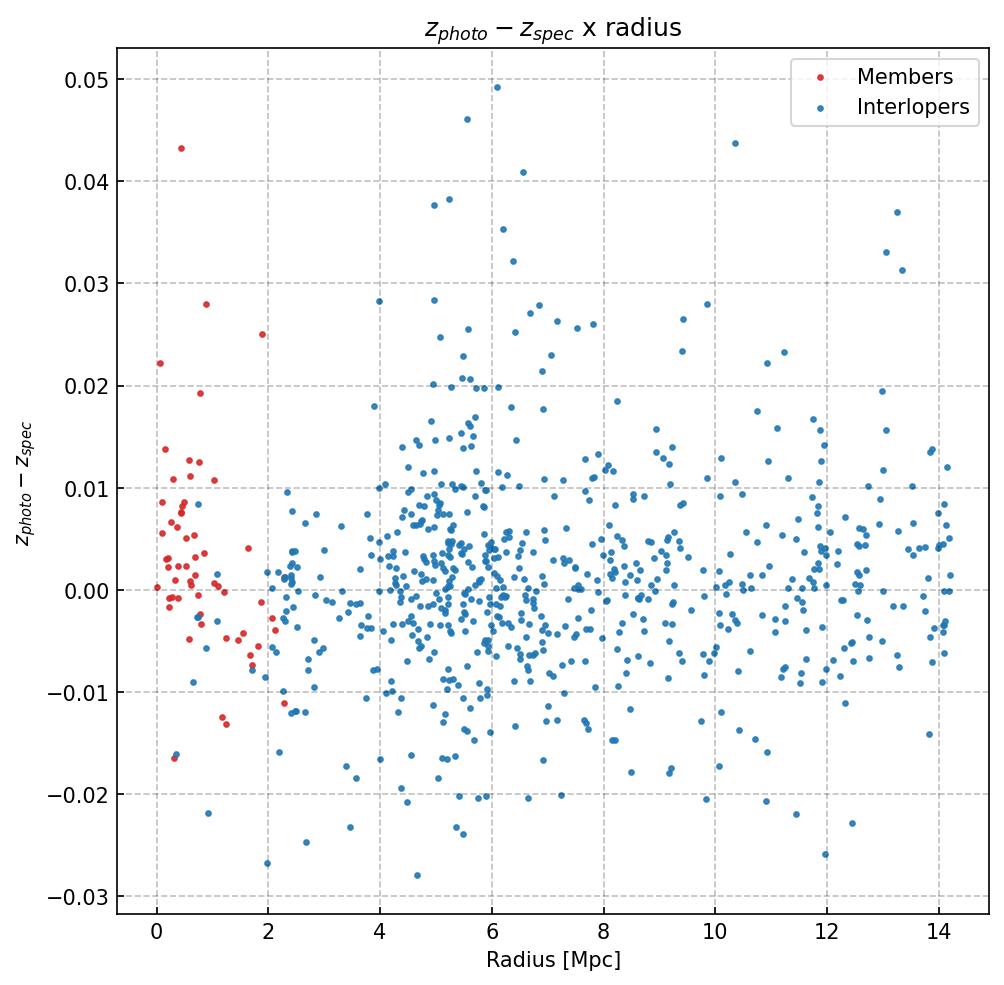 z_photo − z_spec x radius
Members
Interlopers
z_photo − z_spec
0.05
0.04
0.03
0.02
0.01
0.00
−0.01
−0.02
−0.03
0 2 4 6 8 10 12 14
Radius [Mpc]